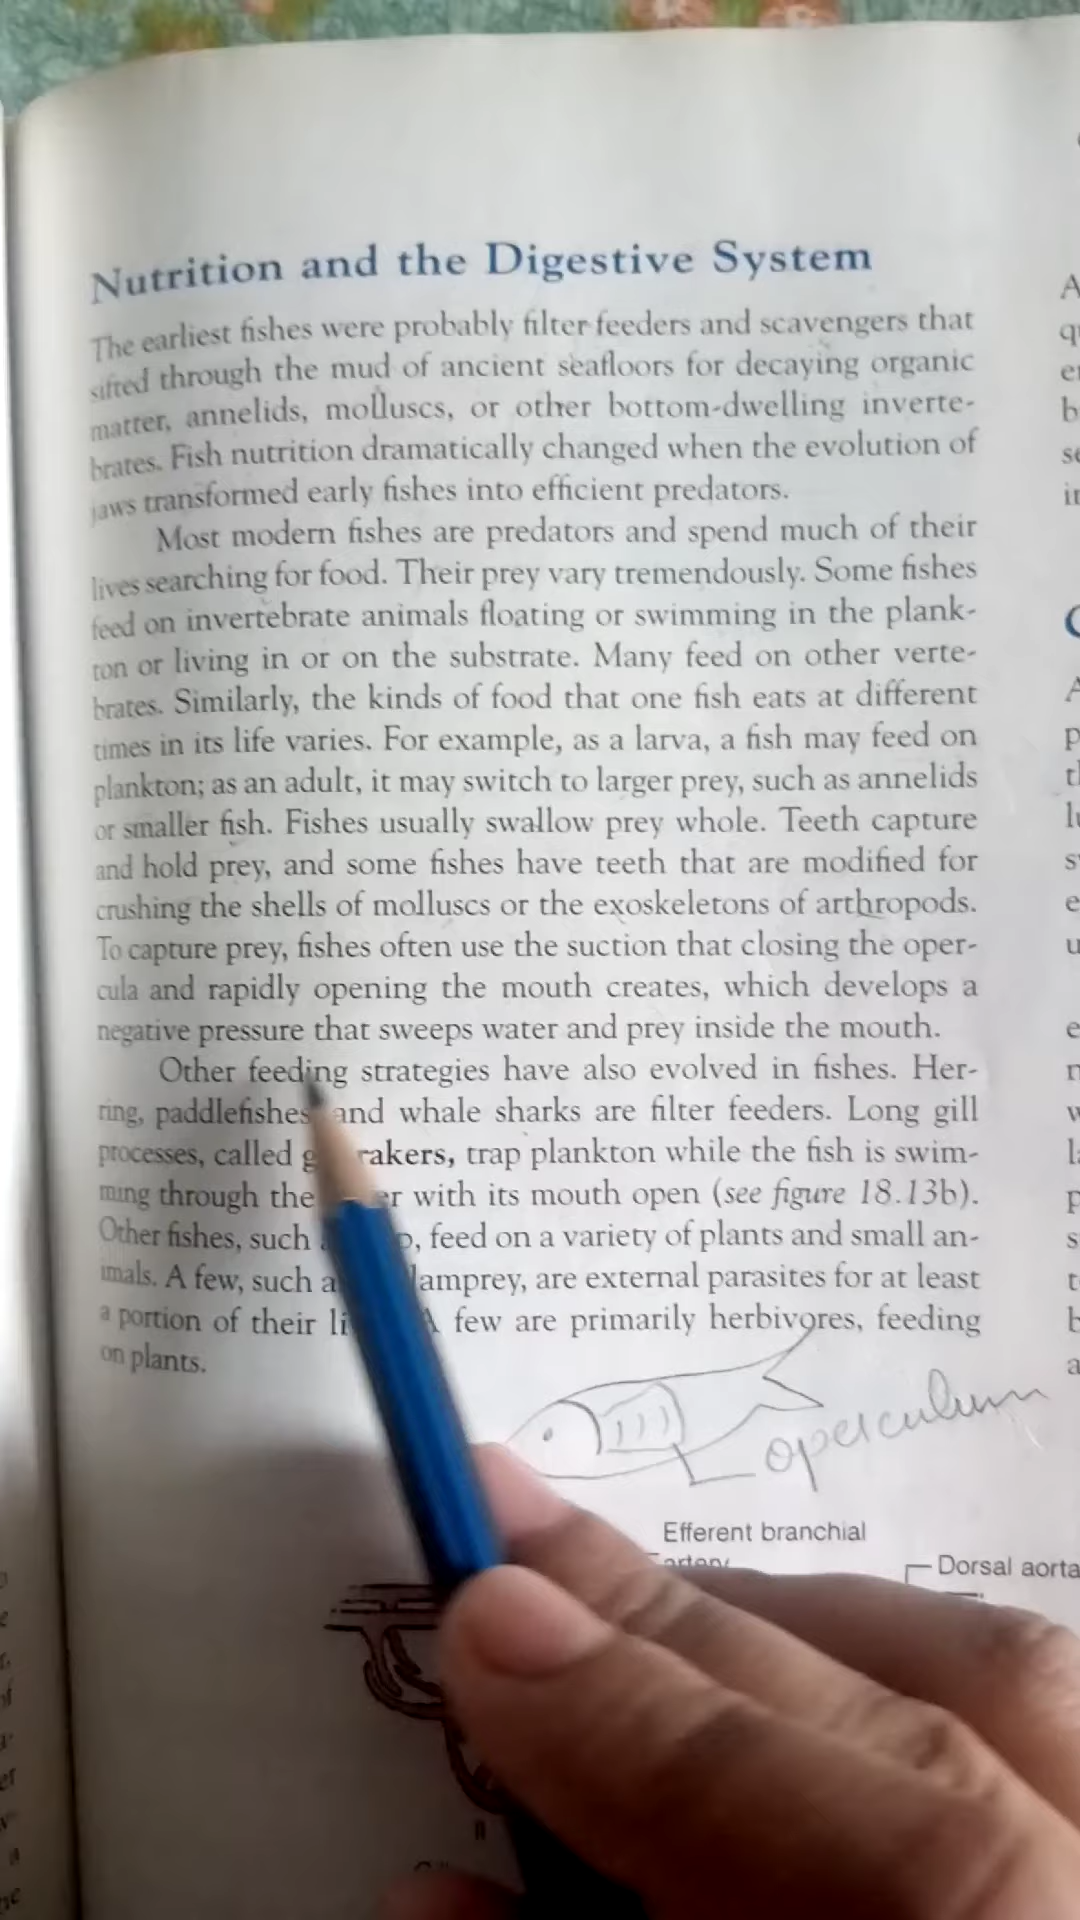 Nutrition and the Digestive System
The earliest fishes were probably filter feeders and scavengers that
sifted through the mud of ancient seafloors for decaying organic
matter, annelids, molluscs, or other bottom-dwelling inverte-
brates. Fish nutrition dramatically changed when the evolution of
jaws transformed early fishes into efficient predators.
Most modern fishes are predators and spend much of their
lives searching for food. Their prey vary tremendously. Some fishes
feed on invertebrate animals floating or swimming in the plank-
ton or living in or on the substrate. Many feed on other verte-
brates. Similarly, the kinds of food that one fish eats at different
times in its life varies. For example, as a larva, a fish may feed on
plankton; as an adult, it may switch to larger prey, such as annelids
or smaller fish. Fishes usually swallow prey whole. Teeth capture
and hold prey, and some fishes have teeth that are modified for
crushing the shells of molluscs or the exoskeletons of arthropods.
To capture prey, fishes often use the suction that closing the oper-
cula and rapidly opening the mouth creates, which develops a
negative pressure that sweeps water and prey inside the mouth.
Other feeding strategies have also evolved in fishes. Her-
ring, paddlefishes and whale sharks are filter feeders. Long gill
processes, called rakers, trap plankton while the fish is swim-
ming through the with its mouth open (see figure 18.13b).
Other fishes, such feed on a variety of plants and small an-
imals. A few, such lamprey, are external parasites for at least
a portion of their few are primarily herbivores, feeding
on plants.
operculum
Efferent branchial
artery
Dorsal aorta